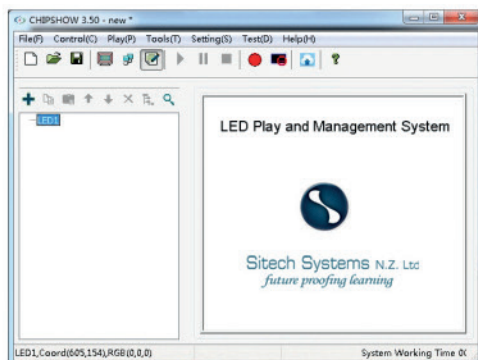 CHIPSHOW 3.50 - new *
File(F) Control(C) Play(P) Tools(T) Setting(S) Test(D) Help(H)
LED1
LED Play and Management System
Sitech Systems N.Z. Ltd
future proofing learning
LED1,Coord(605,154),RGB(0,0,0) System Working Time 0(